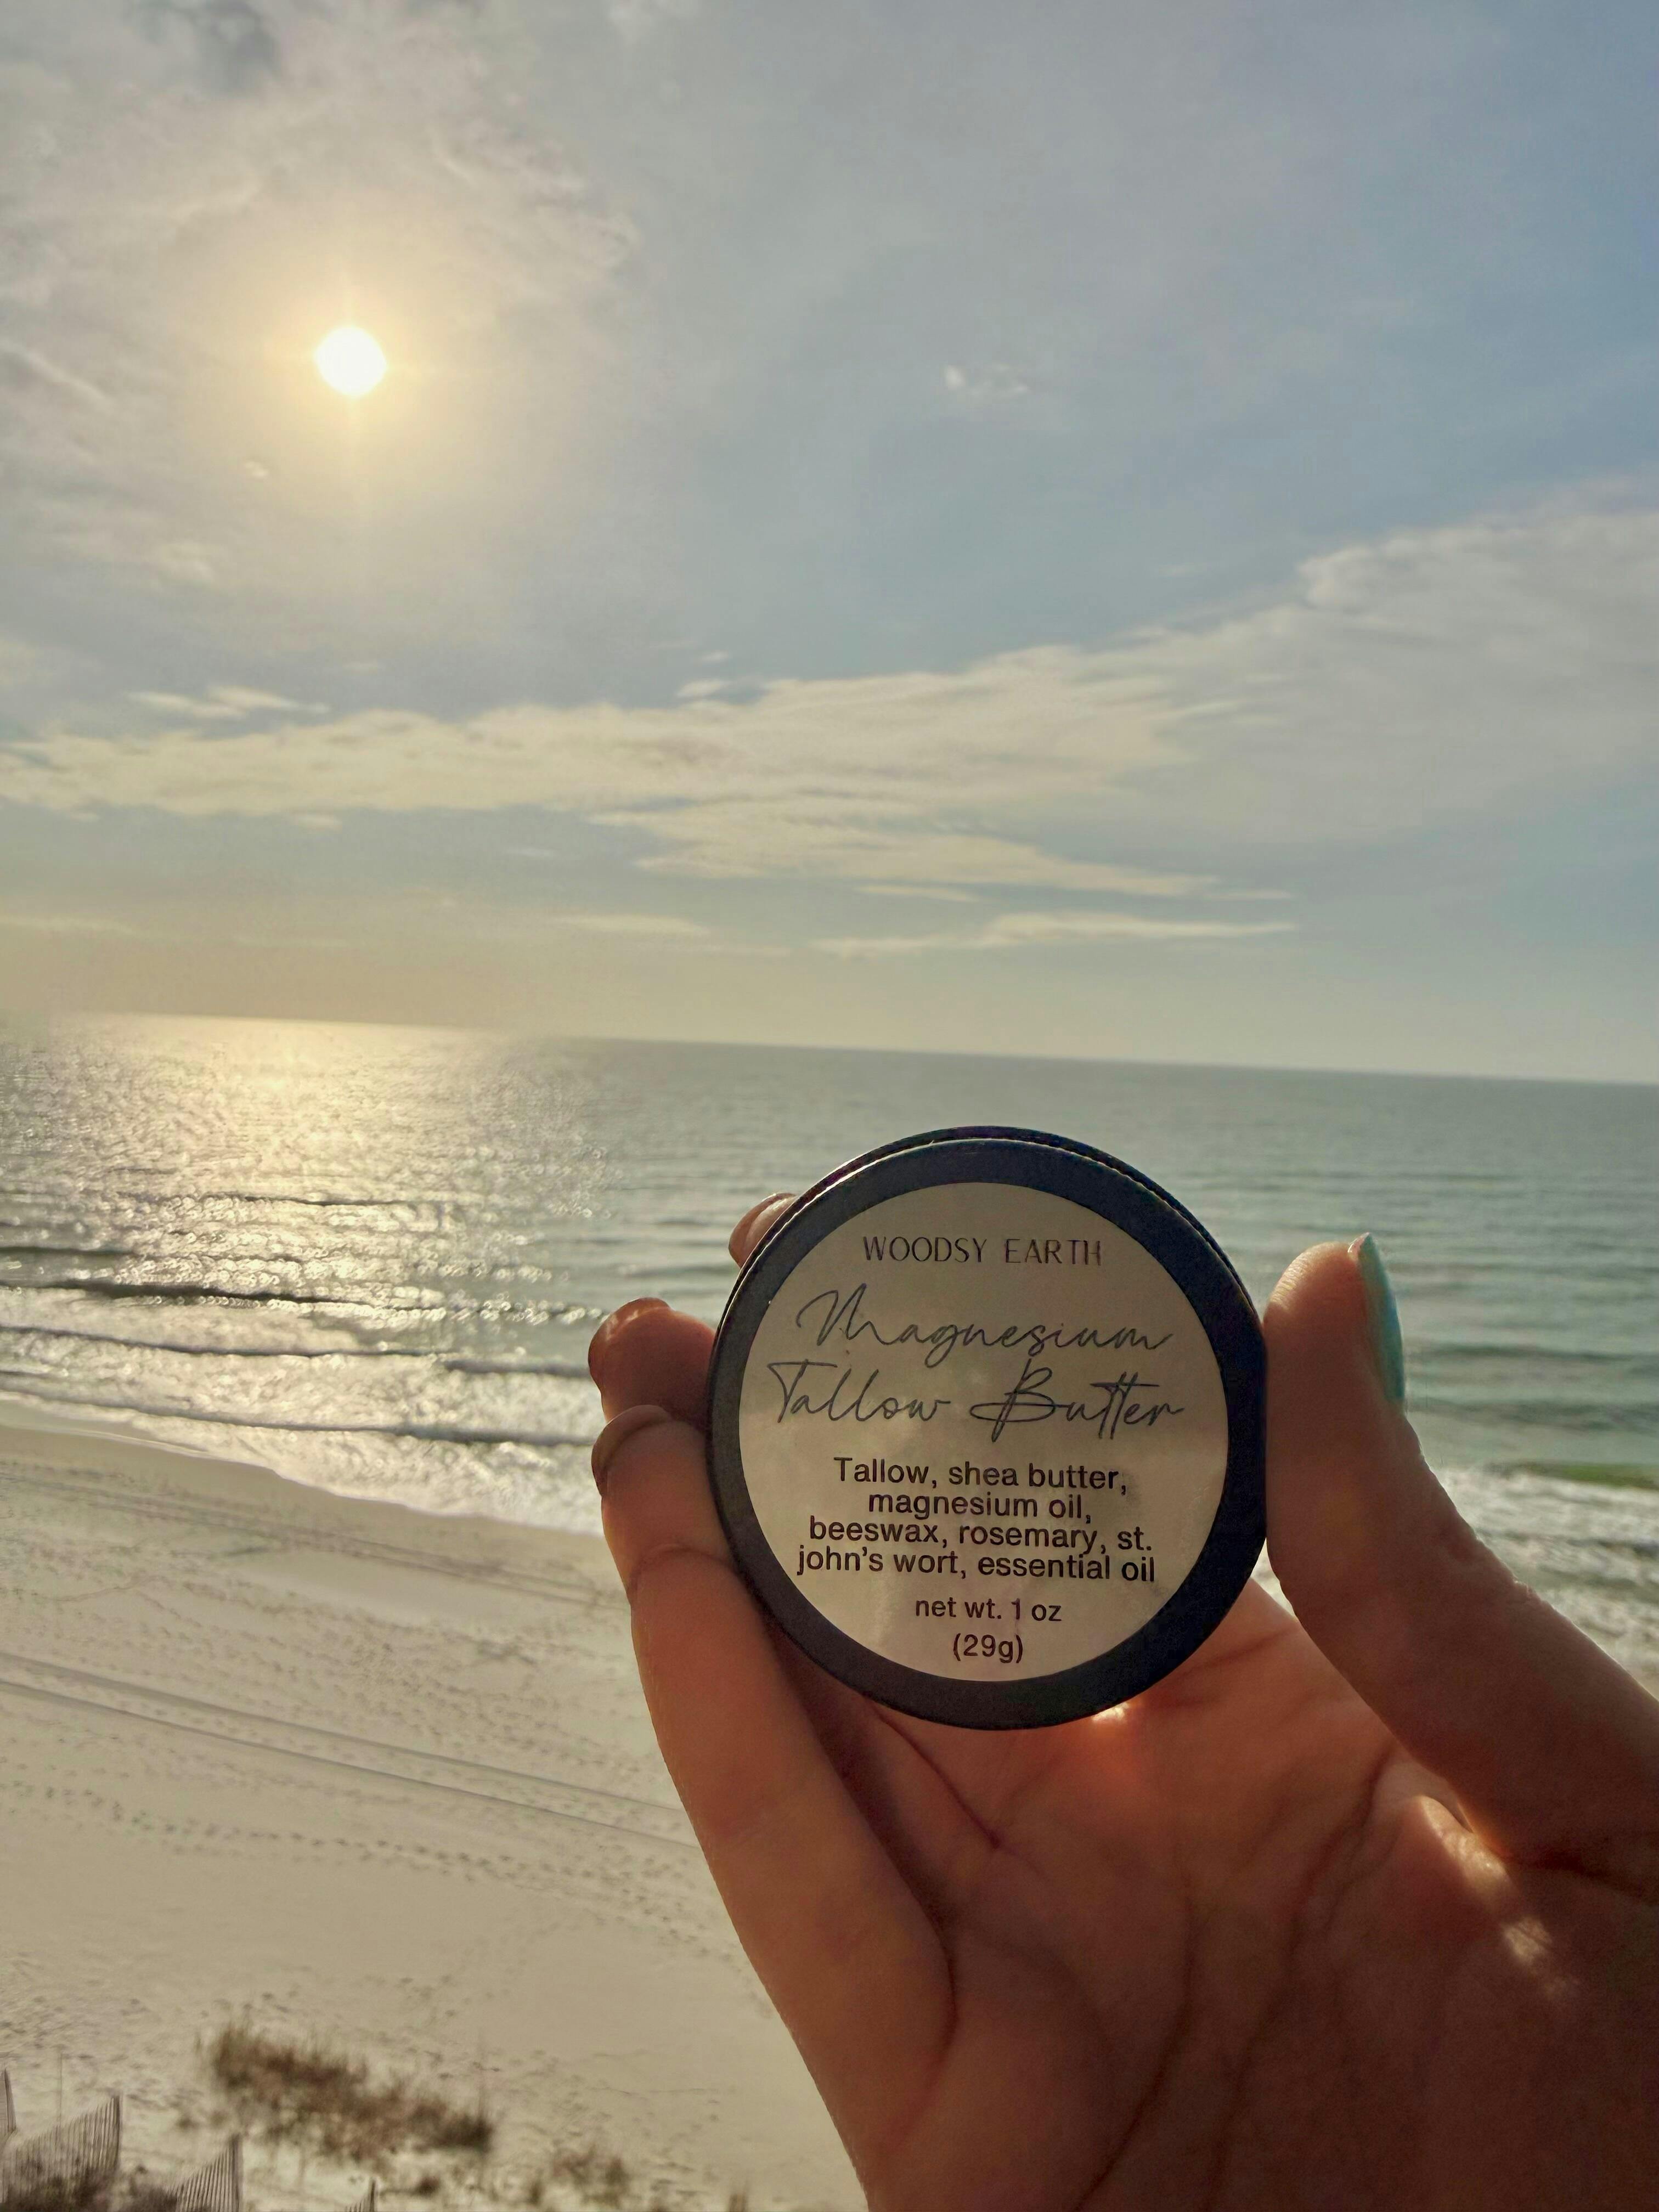 WOODSY EARTH
Magnesium
Tallow Butter
Tallow, shea butter,
magnesium oil,
beeswax, rosemary, st.
john's wort, essential oil
net wt. 1 oz
(29g)